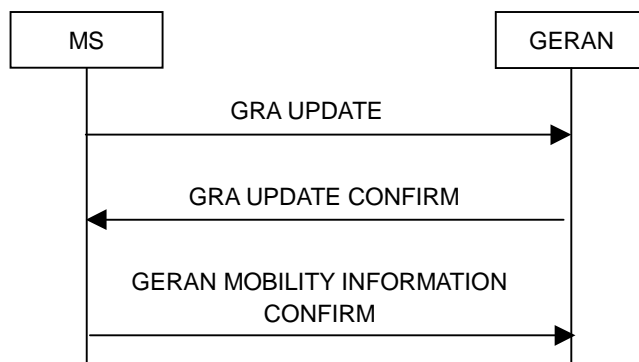 MS
GERAN
GRA UPDATE
GRA UPDATE CONFIRM
GERAN MOBILITY INFORMATION
CONFIRM